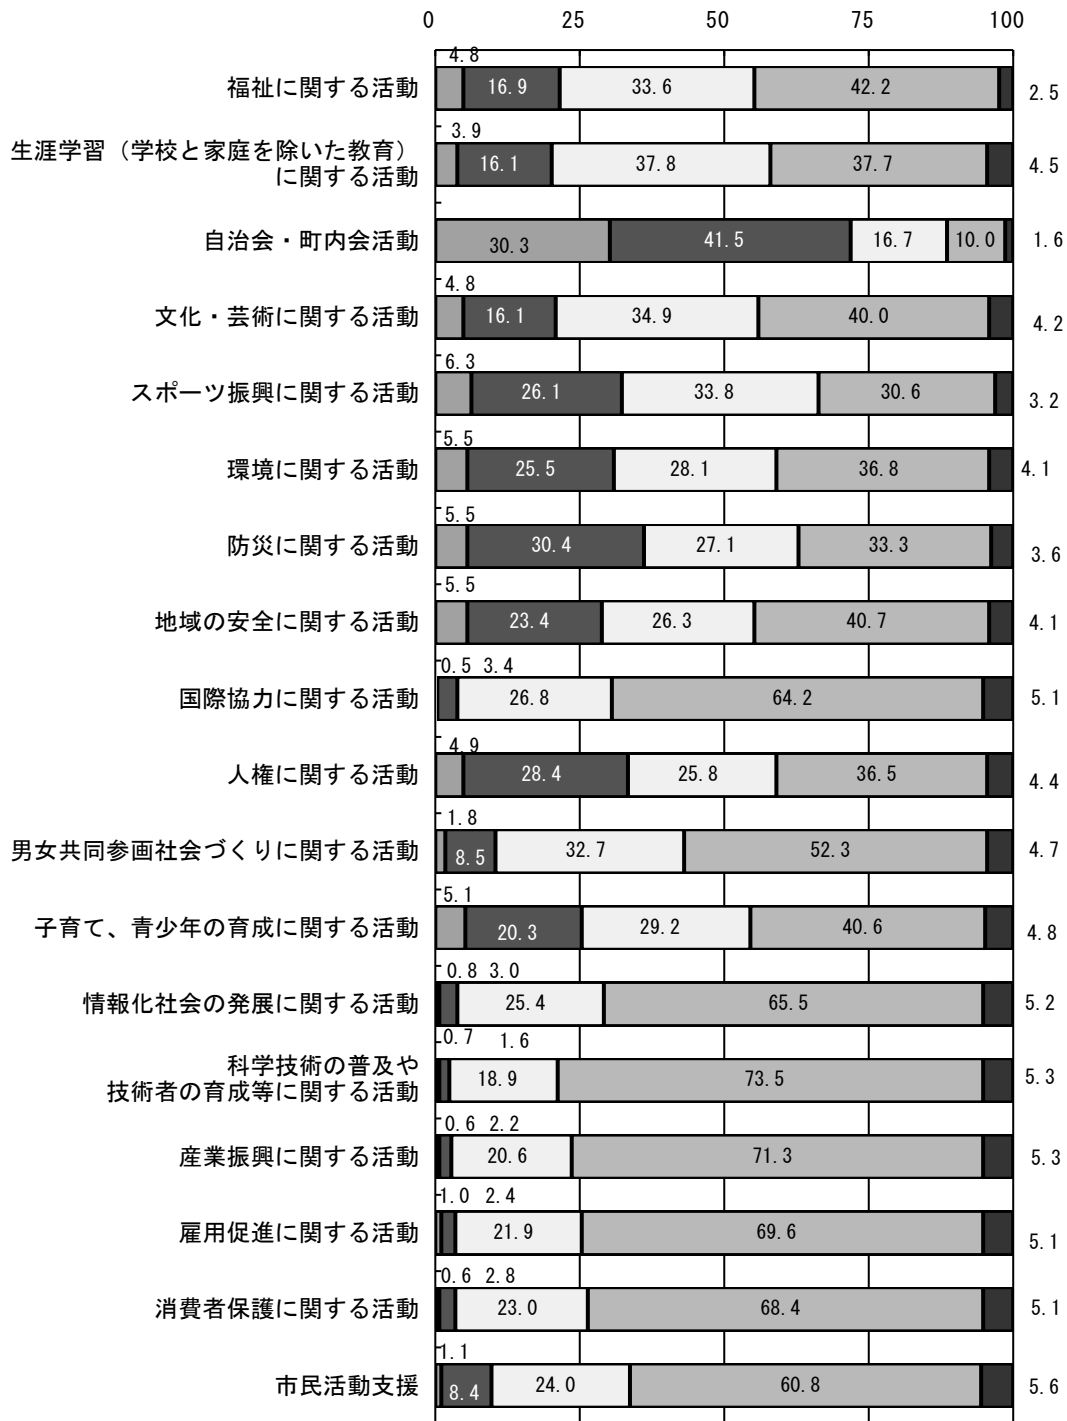 0 25 50 75 100
4.8
福祉に関する活動 16.9 33.6 42.2 2.5
3.9
生涯学習（学校と家庭を除いた教育）
に関する活動 16.1 37.8 37.7 4.5
自治会・町内会活動 30.3 41.5 16.7 10.0 1.6
4.8
文化・芸術に関する活動 16.1 34.9 40.0 4.2
6.3
スポーツ振興に関する活動 26.1 33.8 30.6 3.2
5.5
環境に関する活動 25.5 28.1 36.8 4.1
5.5
防災に関する活動 30.4 27.1 33.3 3.6
5.5
地域の安全に関する活動 23.4 26.3 40.7 4.1
0.5 3.4
国際協力に関する活動 26.8 64.2 5.1
4.9
人権に関する活動 28.4 25.8 36.5 4.4
1.8
男女共同参画社会づくりに関する活動 8.5 32.7 52.3 4.7
5.1
子育て、青少年の育成に関する活動 20.3 29.2 40.6 4.8
0.8 3.0
情報化社会の発展に関する活動 25.4 65.5 5.2
0.7 1.6
科学技術の普及や
技術者の育成等に関する活動 18.9 73.5 5.3
0.6 2.2
産業振興に関する活動 20.6 71.3 5.3
1.0 2.4
雇用促進に関する活動 21.9 69.6 5.1
0.6 2.8
消費者保護に関する活動 23.0 68.4 5.1
1.1
市民活動支援 8.4 24.0 60.8 5.6